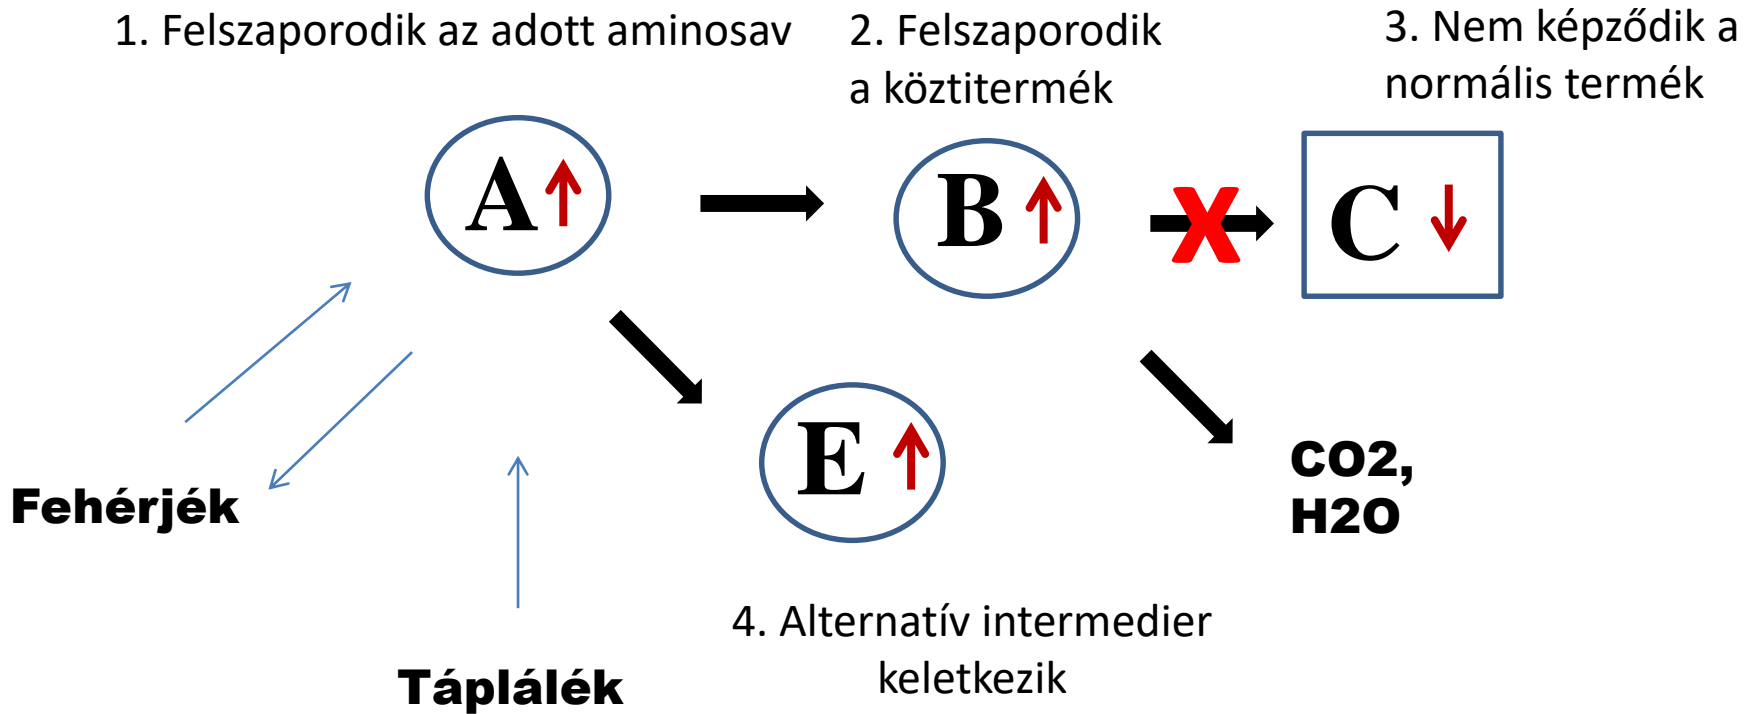 1. Felszaporodik az adott aminosav
2. Felszaporodik
a köztitermék
3. Nem képződik a
normális termék
A
B
X
C
E
Fehérjék
CO2,
H2O
4. Alternatív intermedier
keletkezik
Táplálék